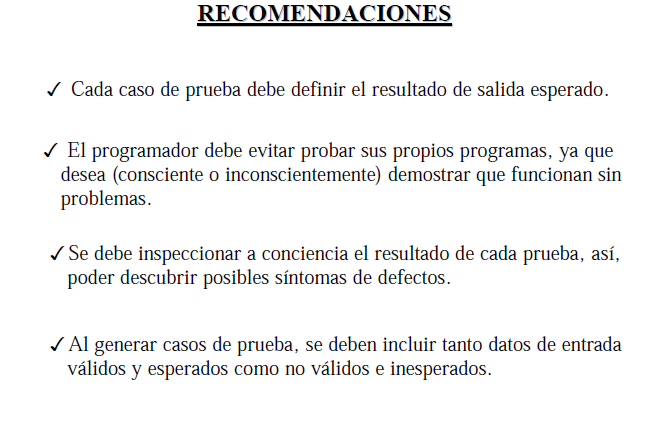 RECOMENDACIONES
✓ Cada caso de prueba debe definir el resultado de salida esperado.
✓ El programador debe evitar probar sus propios programas, ya que
desea (consciente o inconscientemente) demostrar que funcionan sin
problemas.
✓ Se debe inspeccionar a conciencia el resultado de cada prueba, así,
poder descubrir posibles síntomas de defectos.
✓ Al generar casos de prueba, se deben incluir tanto datos de entrada
válidos y esperados como no válidos e inesperados.